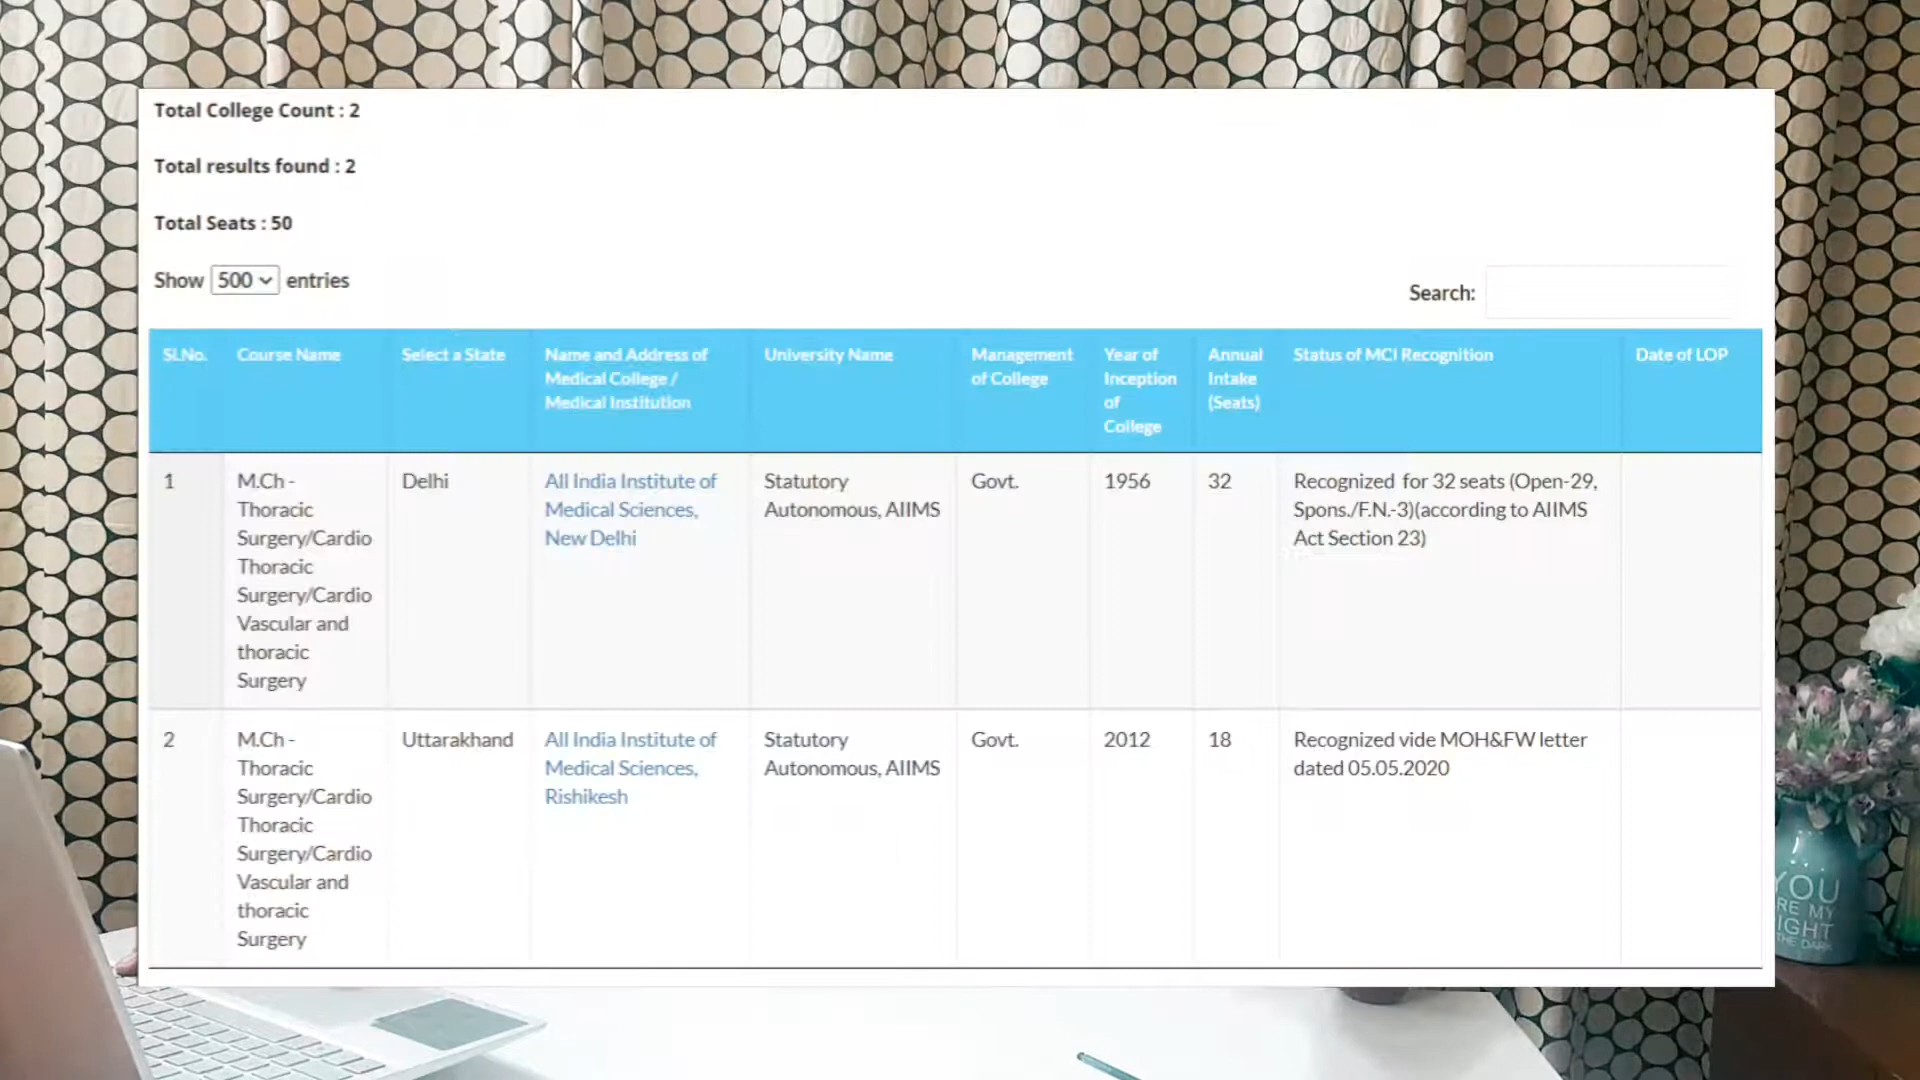 Total College Count : 2
Total results found : 2
Total Seats : 50
Show 500 entries
Search:
Sl.No. Course Name Select a State Name and Address of Medical College / Medical Institution University Name Management of College Year of Inception of College Annual Intake (Seats) Status of MCI Recognition Date of LOP
1
M.Ch -
Thoracic
Surgery/Cardio
Thoracic
Surgery/Cardio
Vascular and
thoracic
Surgery
Delhi
All India Institute of
Medical Sciences,
New Delhi
Statutory
Autonomous, AIIMS
Govt.
1956
32
Recognized for 32 seats (Open-29,
Spons./F.N.-3)(according to AIIMS
Act Section 23)
2
M.Ch -
Thoracic
Surgery/Cardio
Thoracic
Surgery/Cardio
Vascular and
thoracic
Surgery
Uttarakhand
All India Institute of
Medical Sciences,
Rishikesh
Statutory
Autonomous, AIIMS
Govt.
2012
18
Recognized vide MOH&FW letter
dated 05.05.2020
YOU
RE MY
IGHT
THE DARK